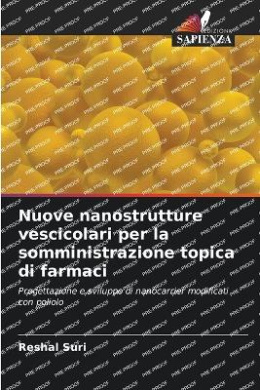 EDIZIONI
SAPIENZA
Nuove nanostrutture
vescicolari per la
somministrazione topica
di farmaci
Progettazione e sviluppo di nanocarrier modificati
con poliolo
Reshal Suri